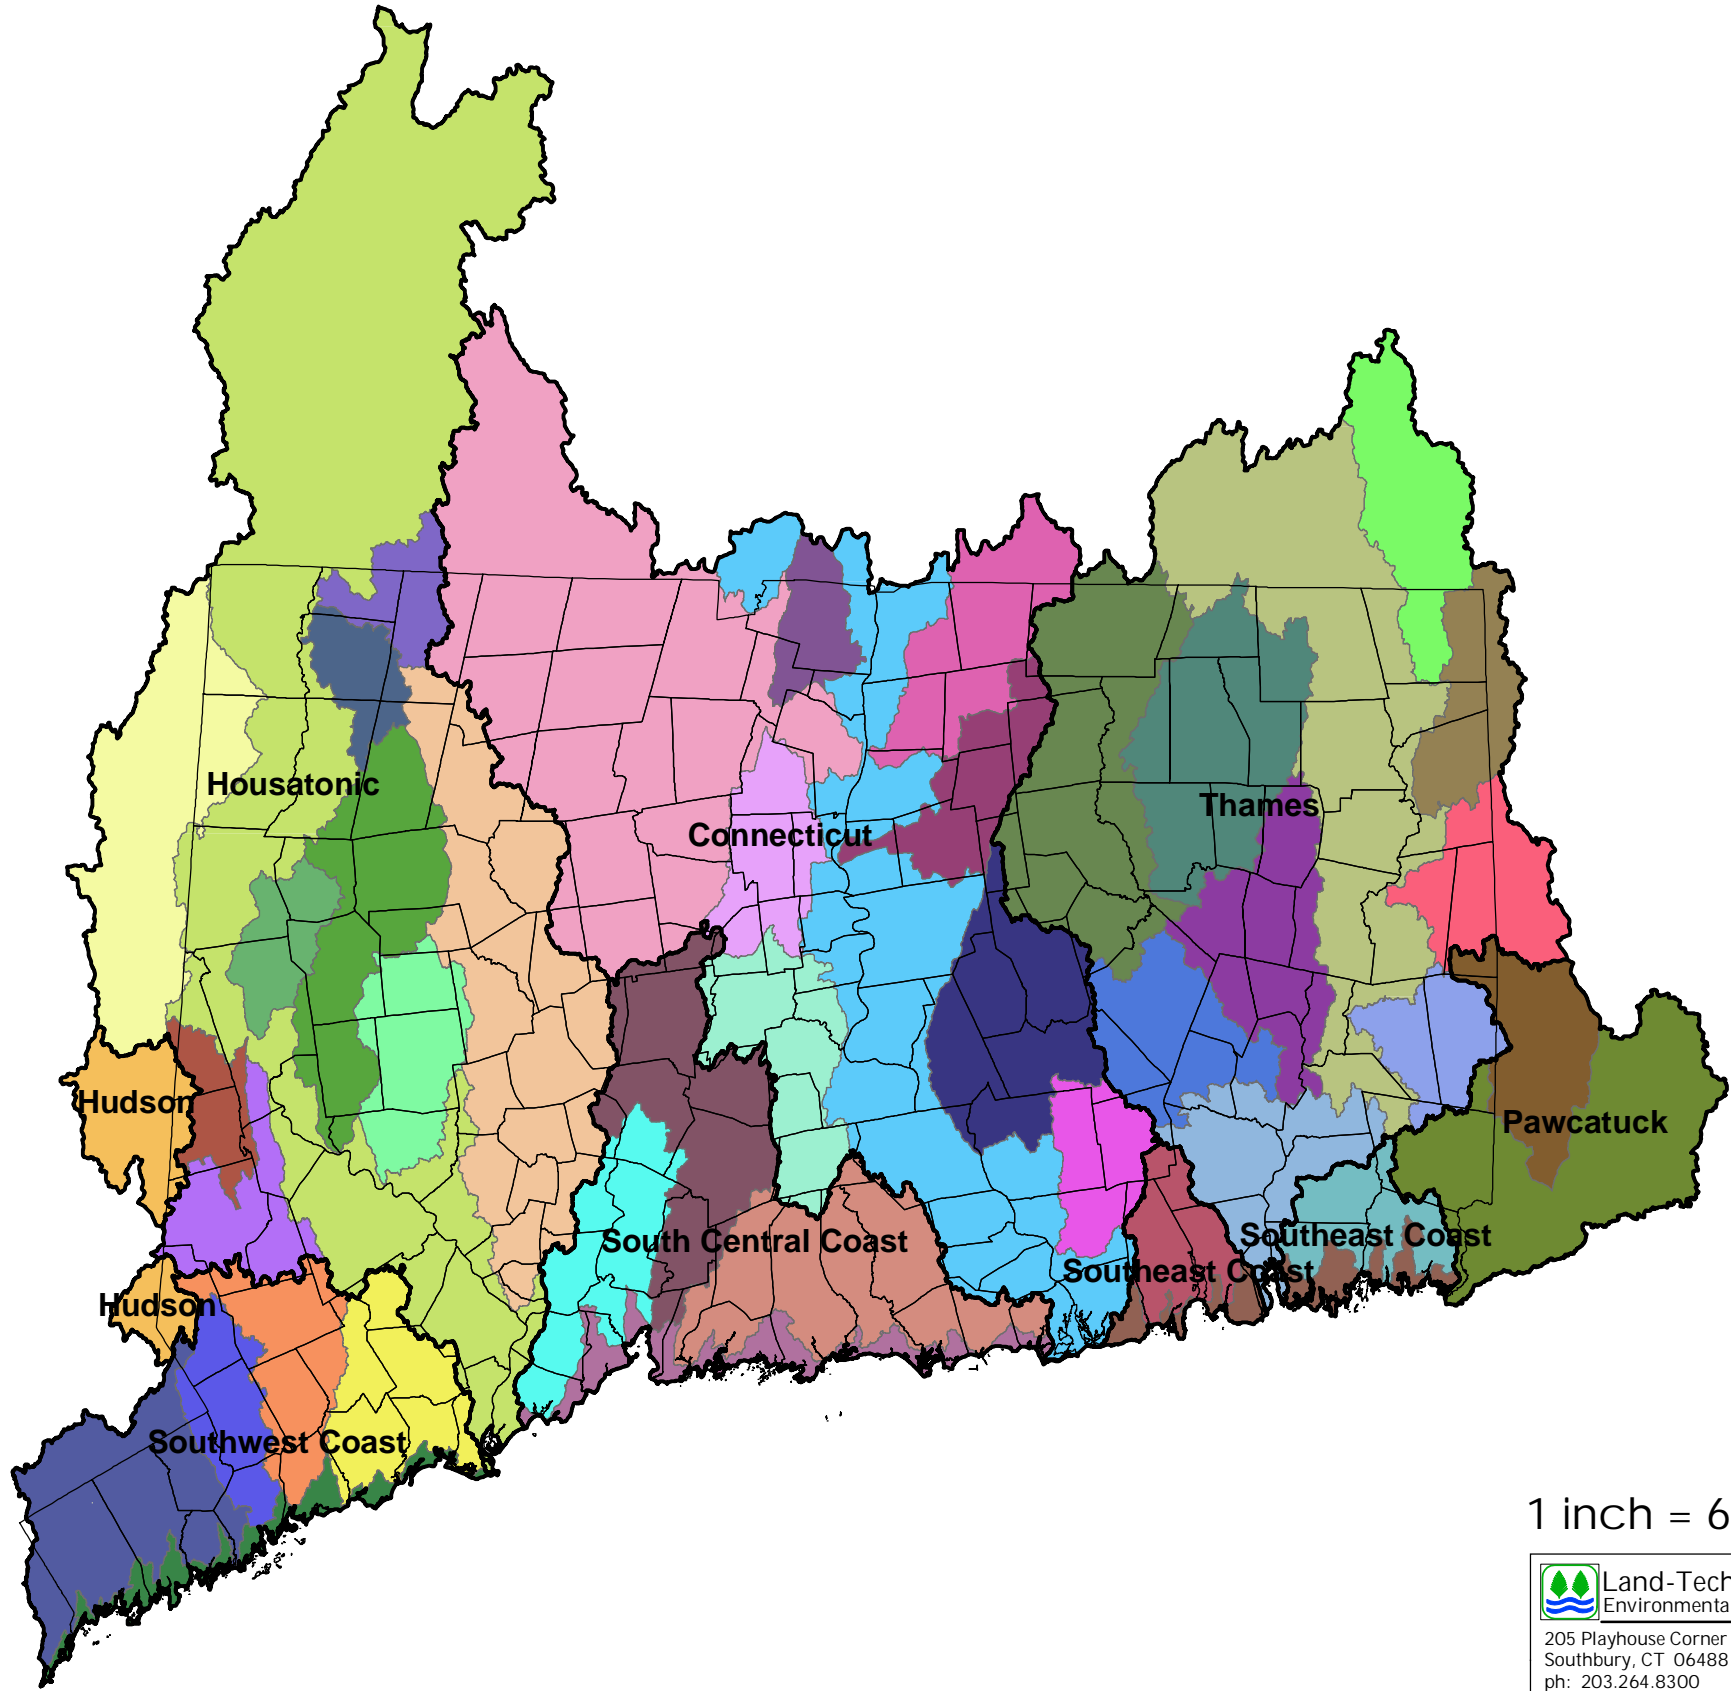 Housatonic
Thames
Connecticut
Hudson
Pawcatuck
South Central Coast
Southeast Coast
Southeast Coast
Hudson
Southwest Coast
1 inch = 6
Land-Tech
Environmenta
205 Playhouse Corner
Southbury, CT 06488
ph: 203.264.8300